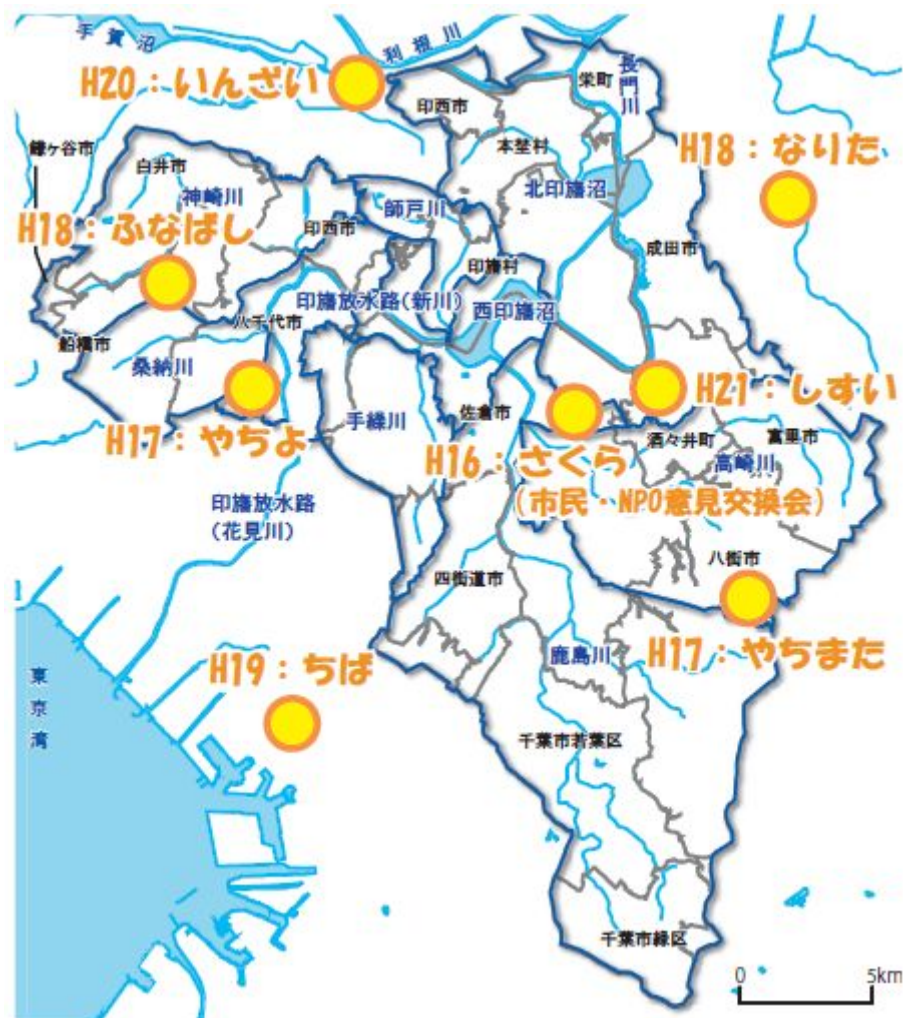 手賀沼
利根川
長門川
栄町
H20：いんざい
印西市
本埜村
鎌ヶ谷市
白井市
神崎川
H18：なりた
北印旛沼
師戸川
H18：ふなばし
印西市
成田市
印旛村
印旛放水路(新川)
西印旛沼
八千代市
船橋市
桑納川
H21：しすい
手繰川
佐倉市
酒々井町
富里市
H17：やちよ
H16：さくら
高崎川
(市民・NPO意見交換会)
印旛放水路
(花見川)
八街市
四街道市
鹿島川
H17：やちまた
H19：ちば
東京湾
千葉市若葉区
千葉市緑区
0 5km